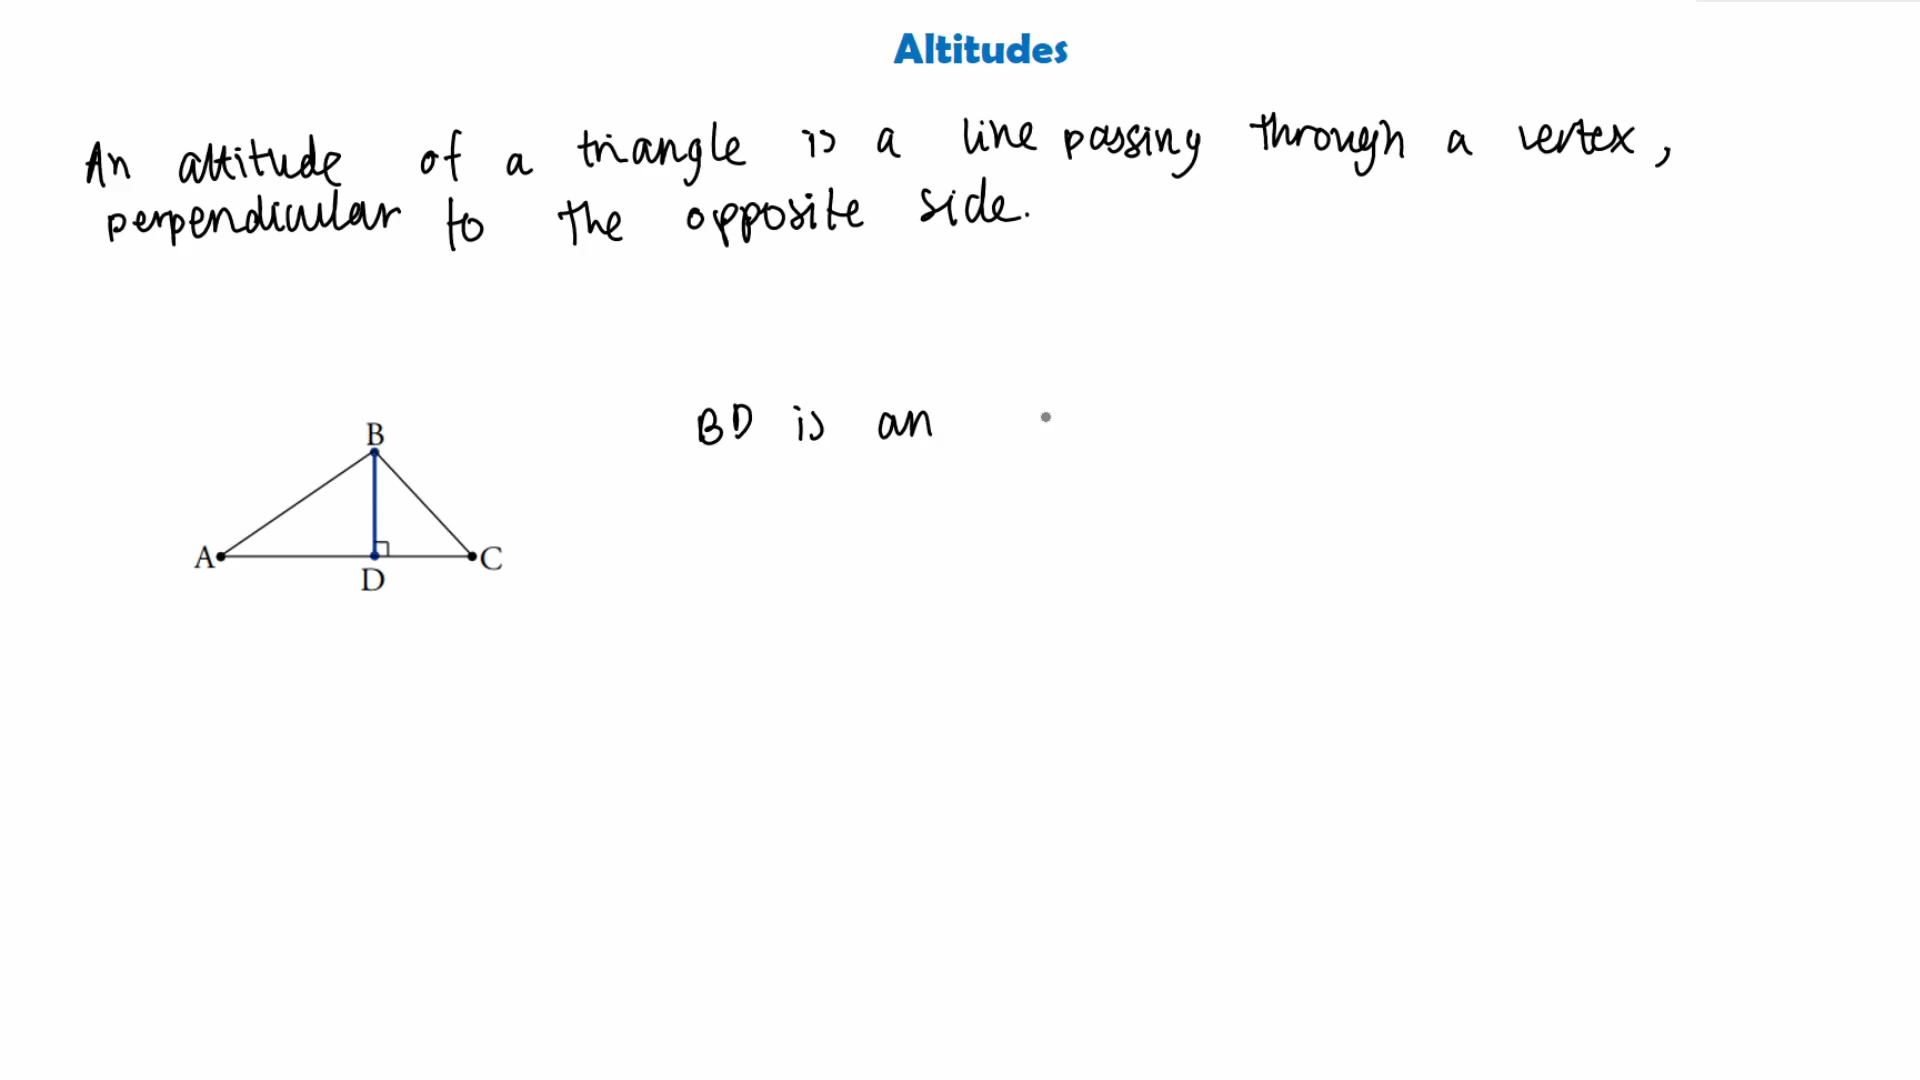 Altitudes
An altitude of a triangle is a line passing through a vertex,
perpendicular to the opposite side.
BD is an
B
A
C
D